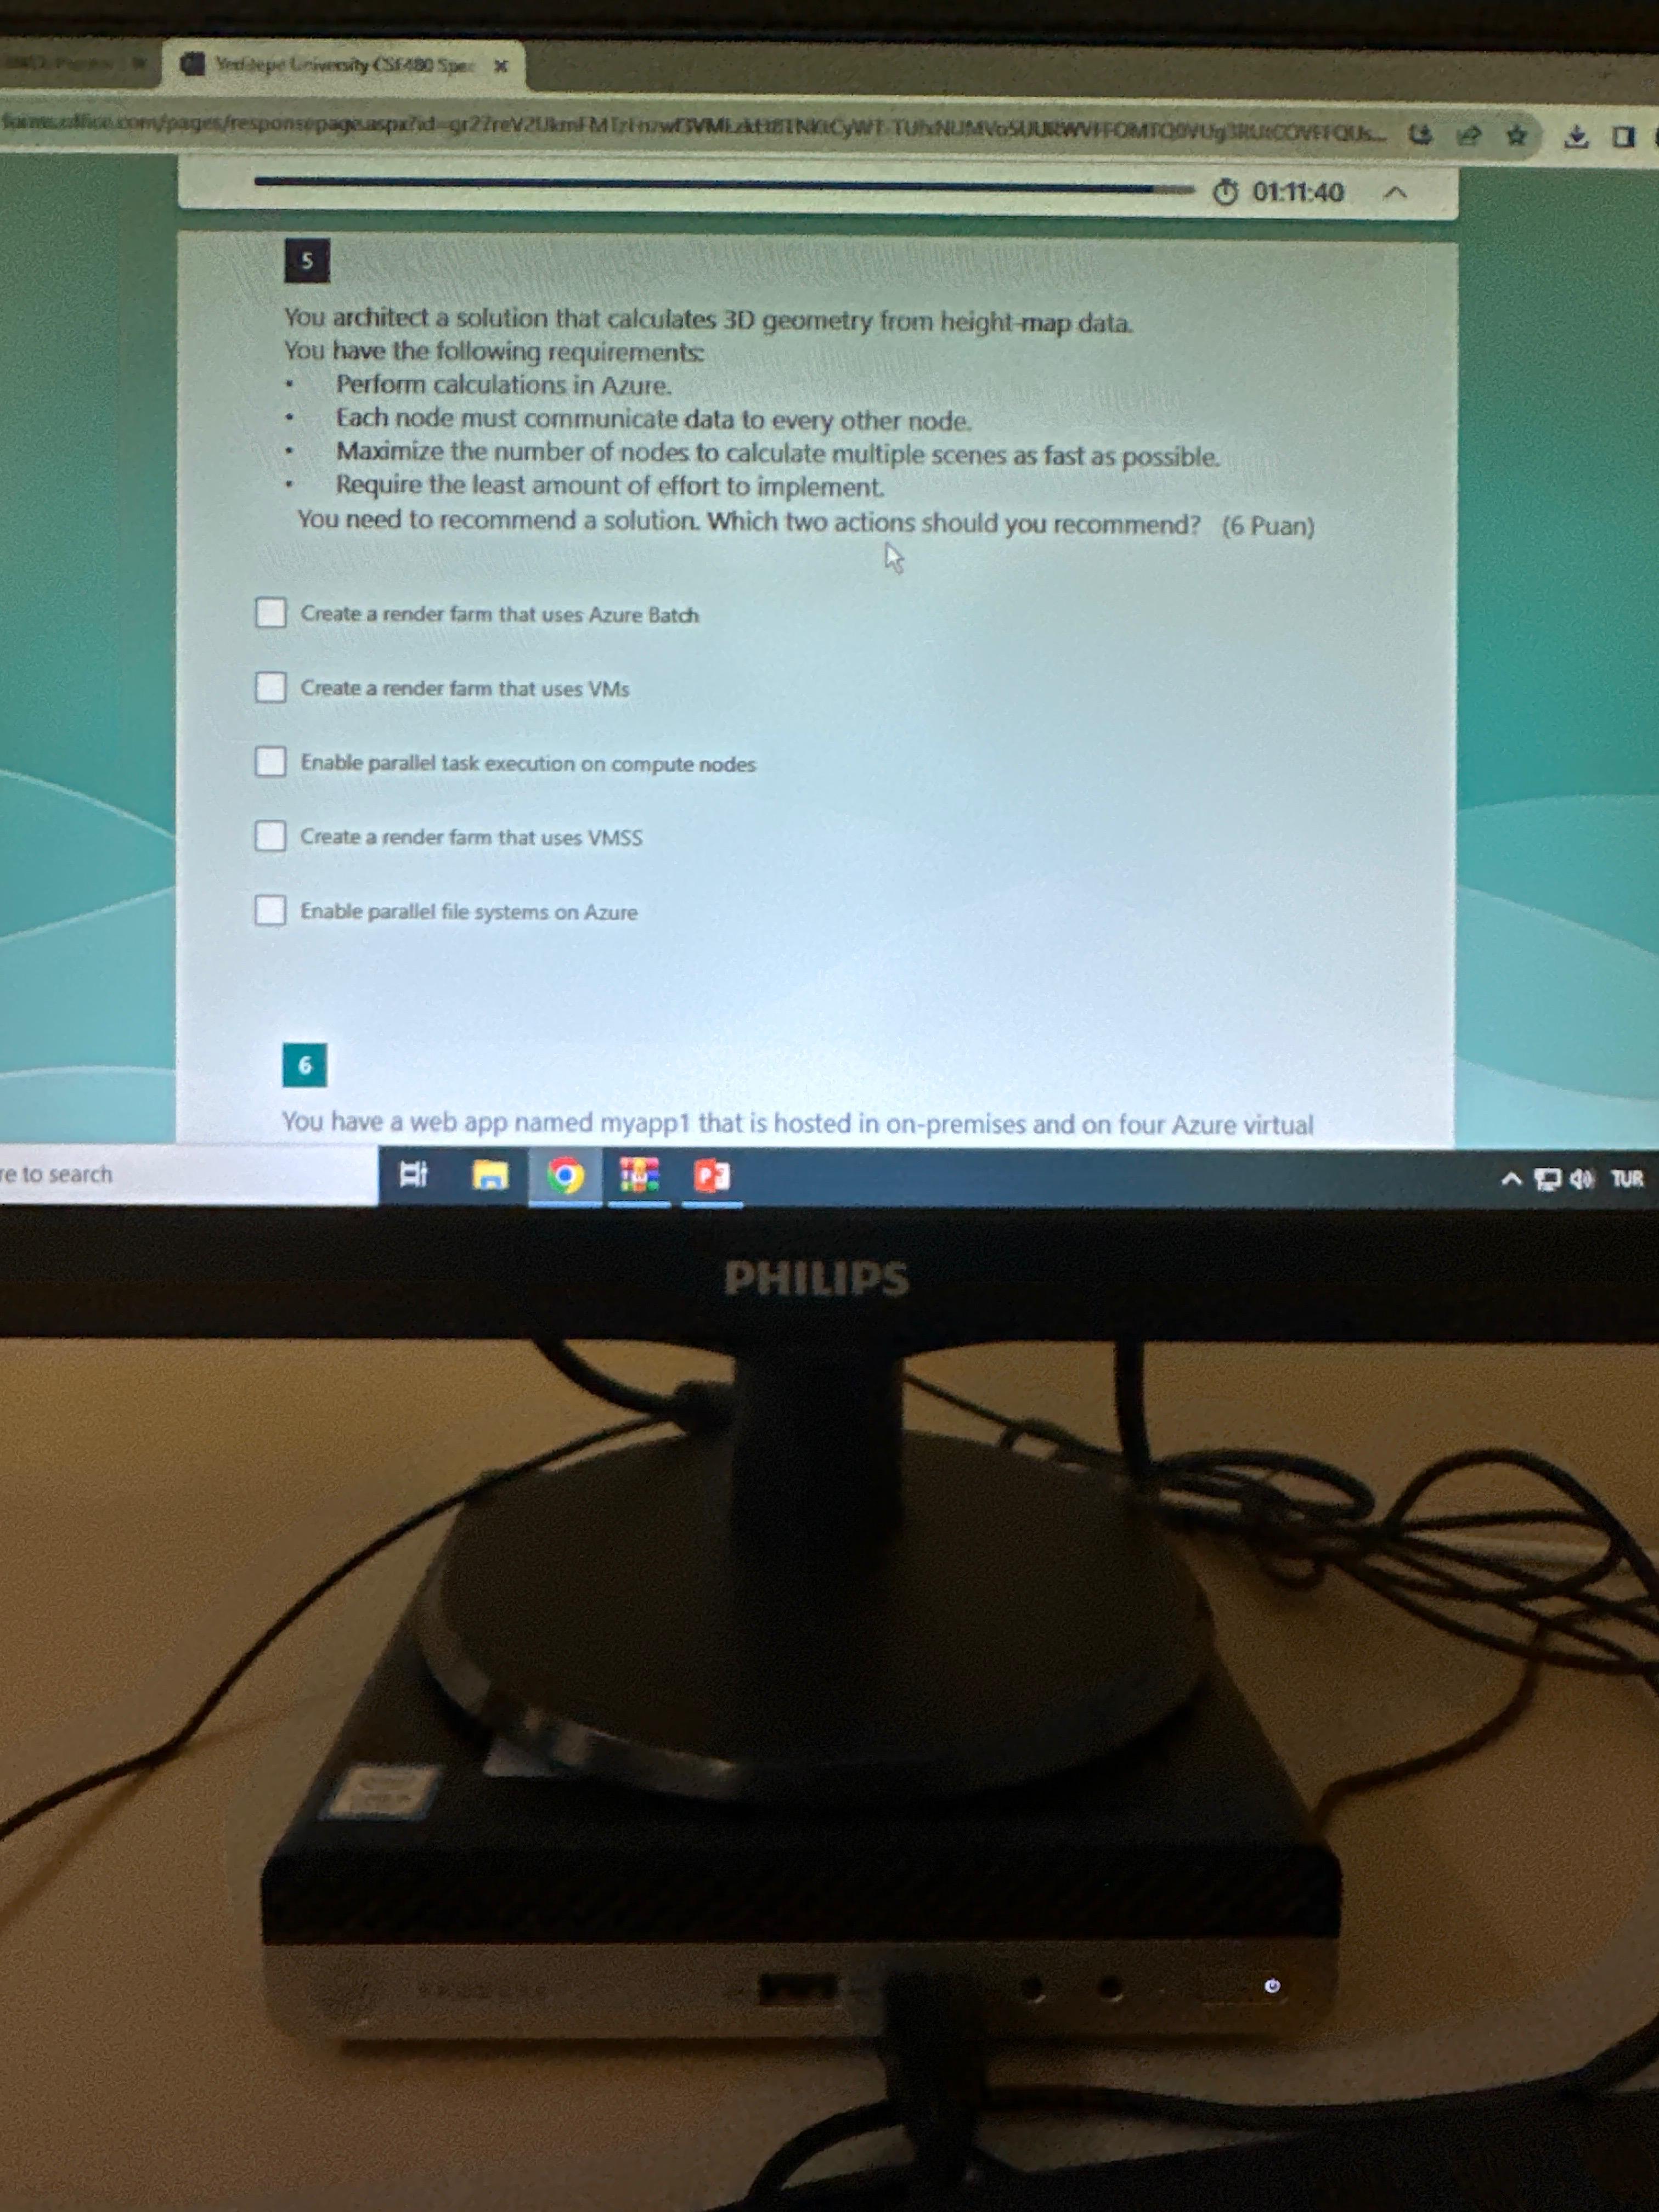 University CSE480 Spec
01:11:40
5
You architect a solution that calculates 3D geometry from height-map data.
You have the following requirements:
• Perform calculations in Azure.
• Each node must communicate data to every other node.
• Maximize the number of nodes to calculate multiple scenes as fast as possible.
• Require the least amount of effort to implement.
You need to recommend a solution. Which two actions should you recommend? (6 Puan)
Create a render farm that uses Azure Batch
Create a render farm that uses VMs
Enable parallel task execution on compute nodes
Create a render farm that uses VMSS
Enable parallel file systems on Azure
6
You have a web app named myapp1 that is hosted in on-premises and on four Azure virtual
re to search
TUR
PHILIPS